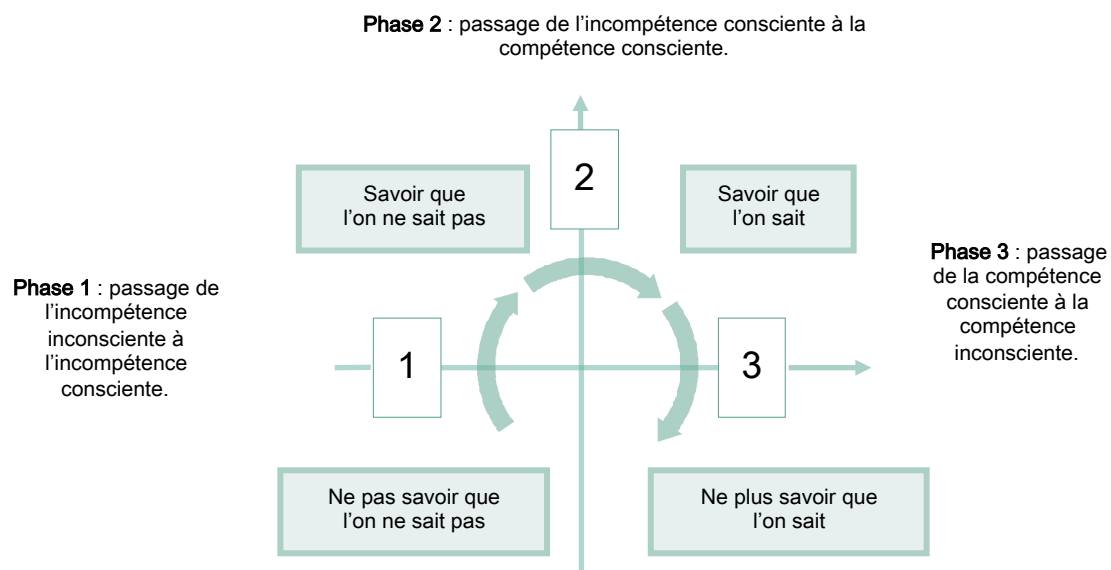 Phase 2 : passage de l’incompétence consciente à la
compétence consciente.
2
Savoir que
l’on ne sait pas
Savoir que
l’on sait
Phase 1 : passage de
l’incompétence
inconsciente à
l’incompétence
consciente.
1
3
Phase 3 : passage
de la compétence
consciente à la
compétence
inconsciente.
Ne pas savoir que
l’on ne sait pas
Ne plus savoir que
l’on sait